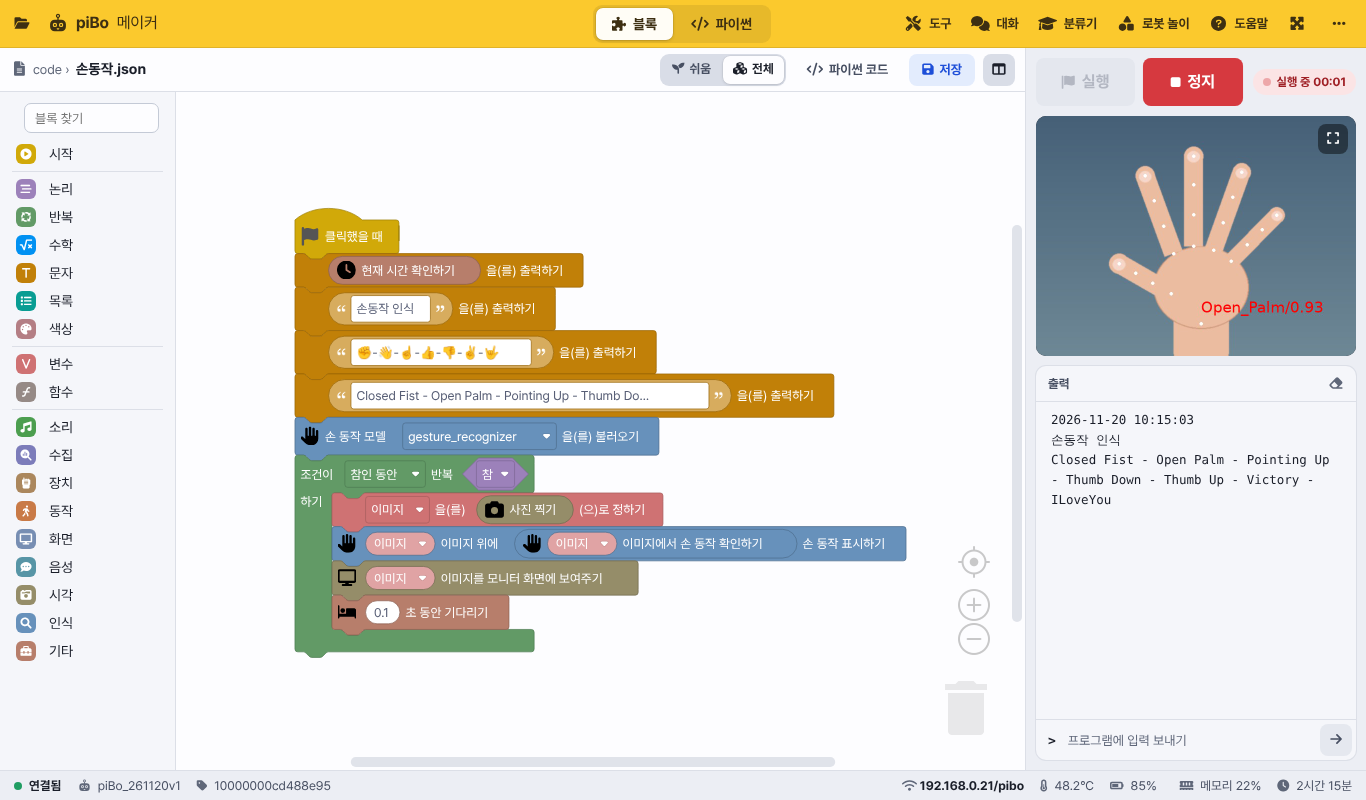 piBo 메이커
블록
파이썬
도구
대화
분류기
로봇 놀이
도움말
code › 손동작.json
쉬움
전체
파이썬 코드
저장
실행
정지
실행 중 00:01
블록 찾기
시작
논리
반복
수학
문자
목록
색상
변수
함수
소리
수집
장치
동작
화면
음성
시각
인식
기타
클릭했을 때
현재 시간 확인하기 을(를) 출력하기
“ 손동작 인식 ” 을(를) 출력하기
“ ✊-👋-☝-👍-👎-✌-🤟 ” 을(를) 출력하기
“ Closed Fist - Open Palm - Pointing Up - Thumb Do... ” 을(를) 출력하기
손 동작 모델 gesture_recognizer 을(를) 불러오기
조건이 참인 동안 반복 참
하기
이미지 을(를) 사진 찍기 (으)로 정하기
이미지 이미지 위에 이미지 이미지에서 손 동작 확인하기 손 동작 표시하기
이미지 이미지를 모니터 화면에 보여주기
0.1 초 동안 기다리기
Open_Palm/0.93
출력
2026-11-20 10:15:03
손동작 인식
Closed Fist - Open Palm - Pointing Up
- Thumb Down - Thumb Up - Victory -
ILoveYou
> 프로그램에 입력 보내기
연결됨
piBo_261120v1
10000000cd488e95
192.168.0.21/pibo
48.2℃
85%
메모리 22%
2시간 15분